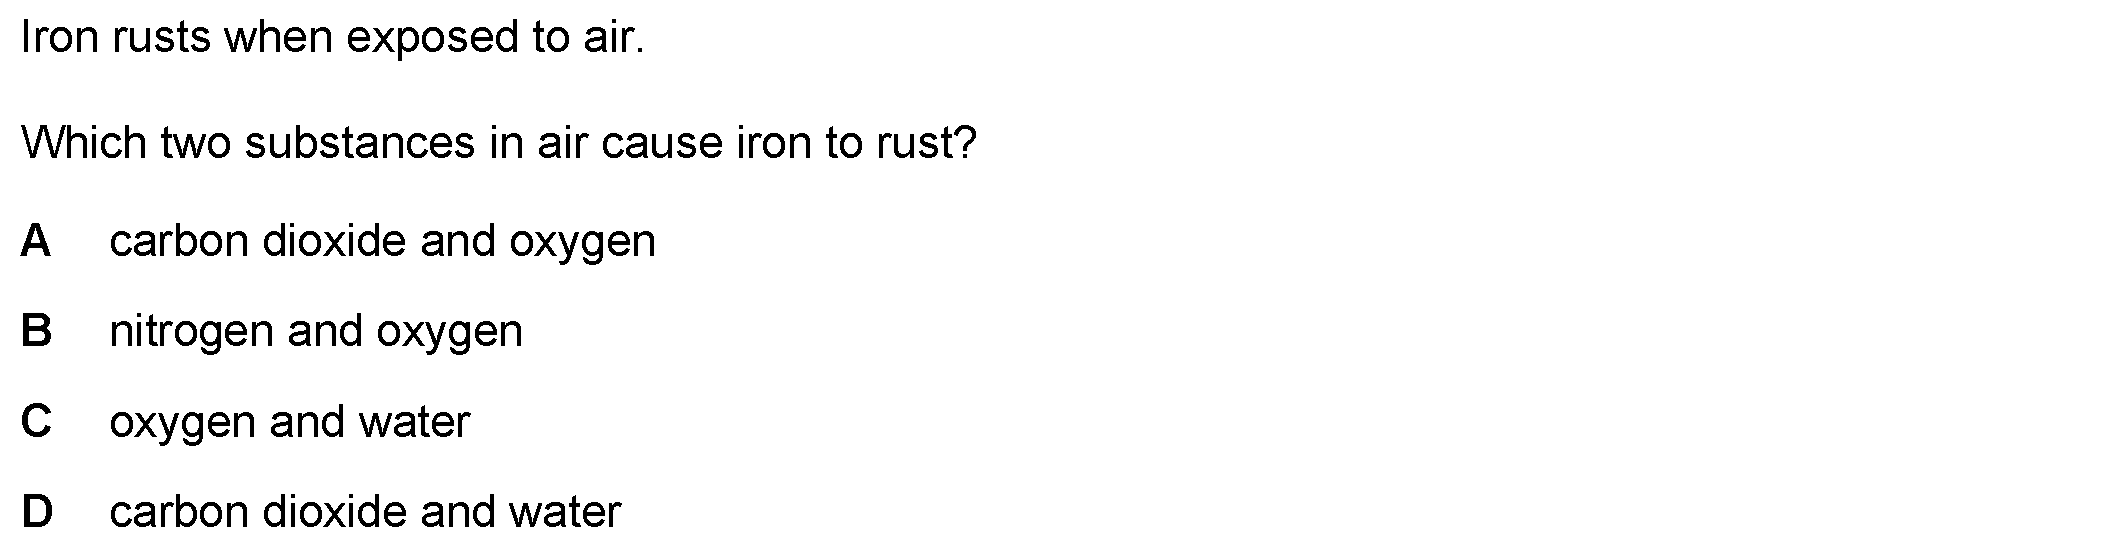 Iron rusts when exposed to air.
Which two substances in air cause iron to rust?
A carbon dioxide and oxygen
B nitrogen and oxygen
C oxygen and water
D carbon dioxide and water